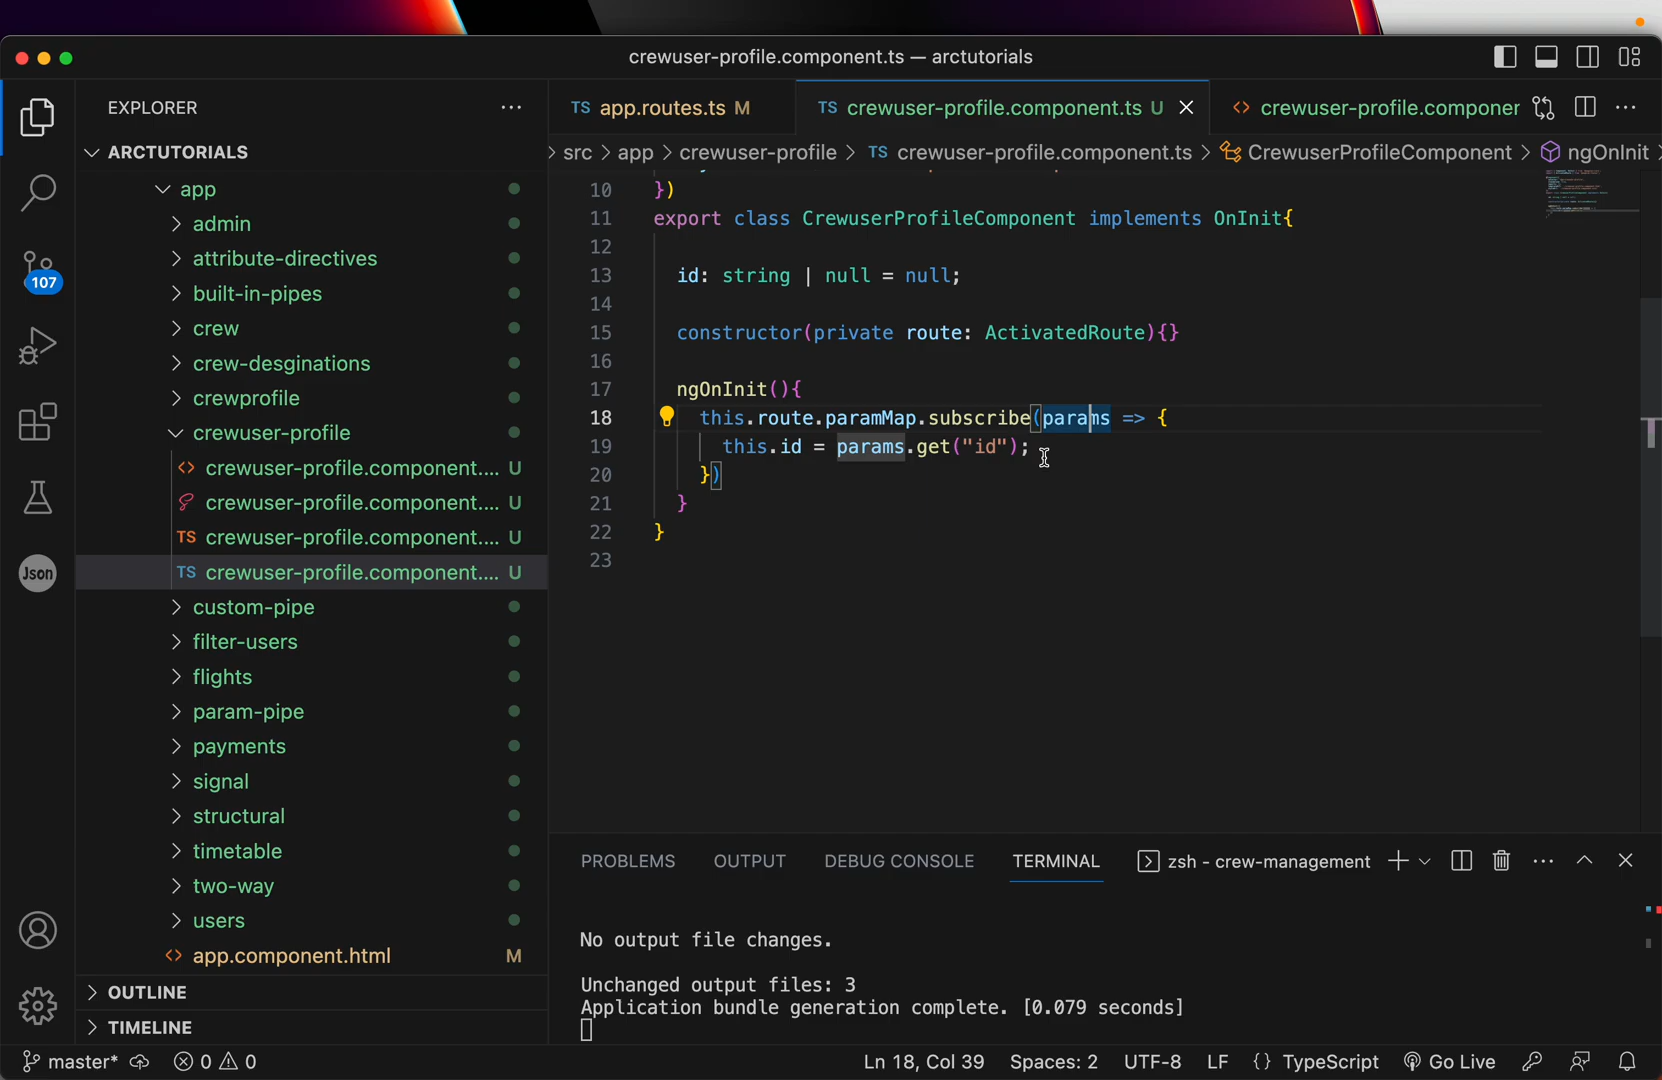 crewuser-profile.component.ts — arctutorials
EXPLORER
TS app.routes.ts M
TS crewuser-profile.component.ts U
<> crewuser-profile.componer
ARCTUTORIALS
src > app > crewuser-profile > TS crewuser-profile.component.ts > CrewuserProfileComponent > ngOnInit
app
admin
attribute-directives
built-in-pipes
crew
crew-desginations
crewprofile
crewuser-profile
<> crewuser-profile.component.... U
crewuser-profile.component.... U
TS crewuser-profile.component.... U
TS crewuser-profile.component.... U
custom-pipe
filter-users
flights
param-pipe
payments
signal
structural
timetable
two-way
users
<> app.component.html M
OUTLINE
TIMELINE
107
Json
10 })
11 export class CrewuserProfileComponent implements OnInit{
12
13 id: string | null = null;
14
15 constructor(private route: ActivatedRoute){}
16
17 ngOnInit(){
18 this.route.paramMap.subscribe(params => {
19 this.id = params.get("id");
20 })
21 }
22 }
23
PROBLEMS OUTPUT DEBUG CONSOLE TERMINAL zsh - crew-management
No output file changes.
Unchanged output files: 3
Application bundle generation complete. [0.079 seconds]
master* 0 0 Ln 18, Col 39 Spaces: 2 UTF-8 LF {} TypeScript Go Live